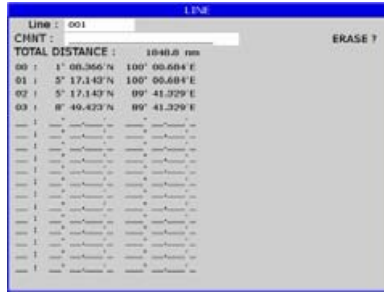 LINE
Line : 001
CMNT :
ERASE ?
TOTAL DISTANCE : 1048.8 nm
00 : 1° 08.366'N 100° 00.684'E
01 : 5° 17.143'N 100° 00.684'E
02 : 5° 17.143'N 89° 41.329'E
03 : 8° 49.423'N 89° 41.329'E